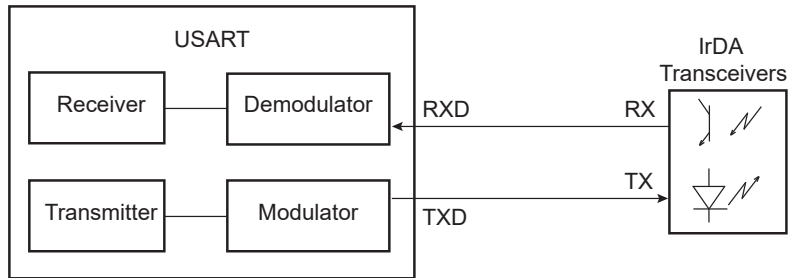 USART
IrDA
Transceivers
Receiver
Demodulator
RXD
RX
Transmitter
Modulator
TX
TXD